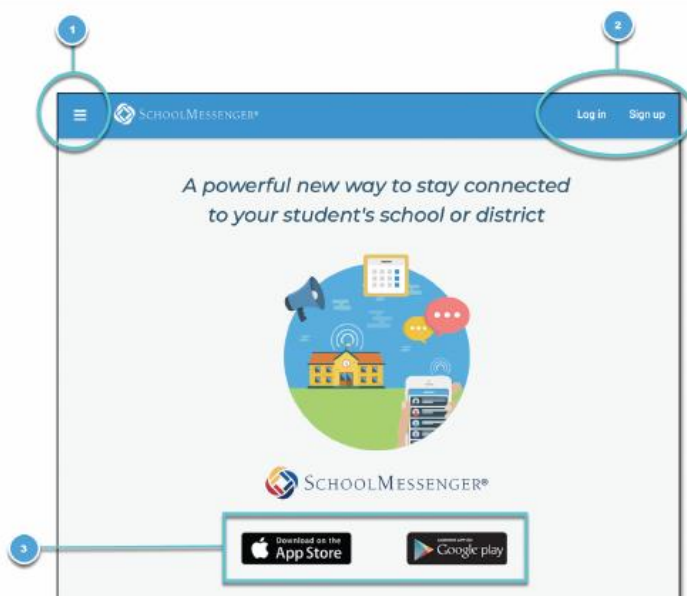 1
2
SCHOOLMESSENGER®
Log in Sign up
A powerful new way to stay connected
to your student's school or district
SCHOOLMESSENGER®
3
Download on the
App Store
Google play